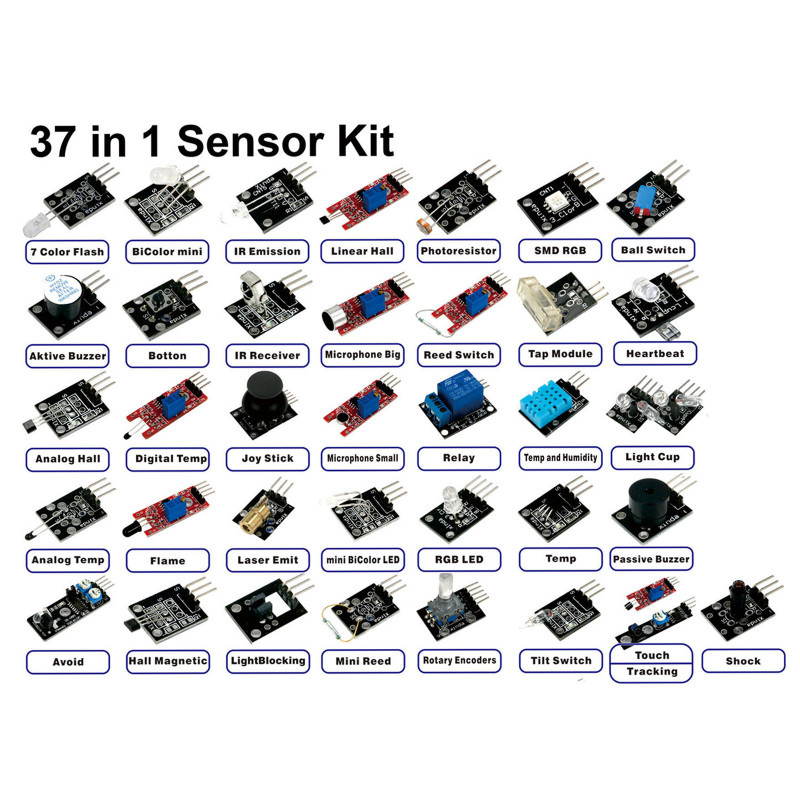 37 in 1 Sensor Kit
7 Color Flash
BiColor mini
IR Emission
Linear Hall
Photoresistor
SMD RGB
Ball Switch
Aktive Buzzer
Botton
IR Receiver
Microphone Big
Reed Switch
Tap Module
Heartbeat
Analog Hall
Digital Temp
Joy Stick
Microphone Small
Relay
Temp and Humidity
Light Cup
Analog Temp
Flame
Laser Emit
mini BiColor LED
RGB LED
Temp
Passive Buzzer
Avoid
Hall Magnetic
LightBlocking
Mini Reed
Rotary Encoders
Tilt Switch
Touch
Tracking
Shock